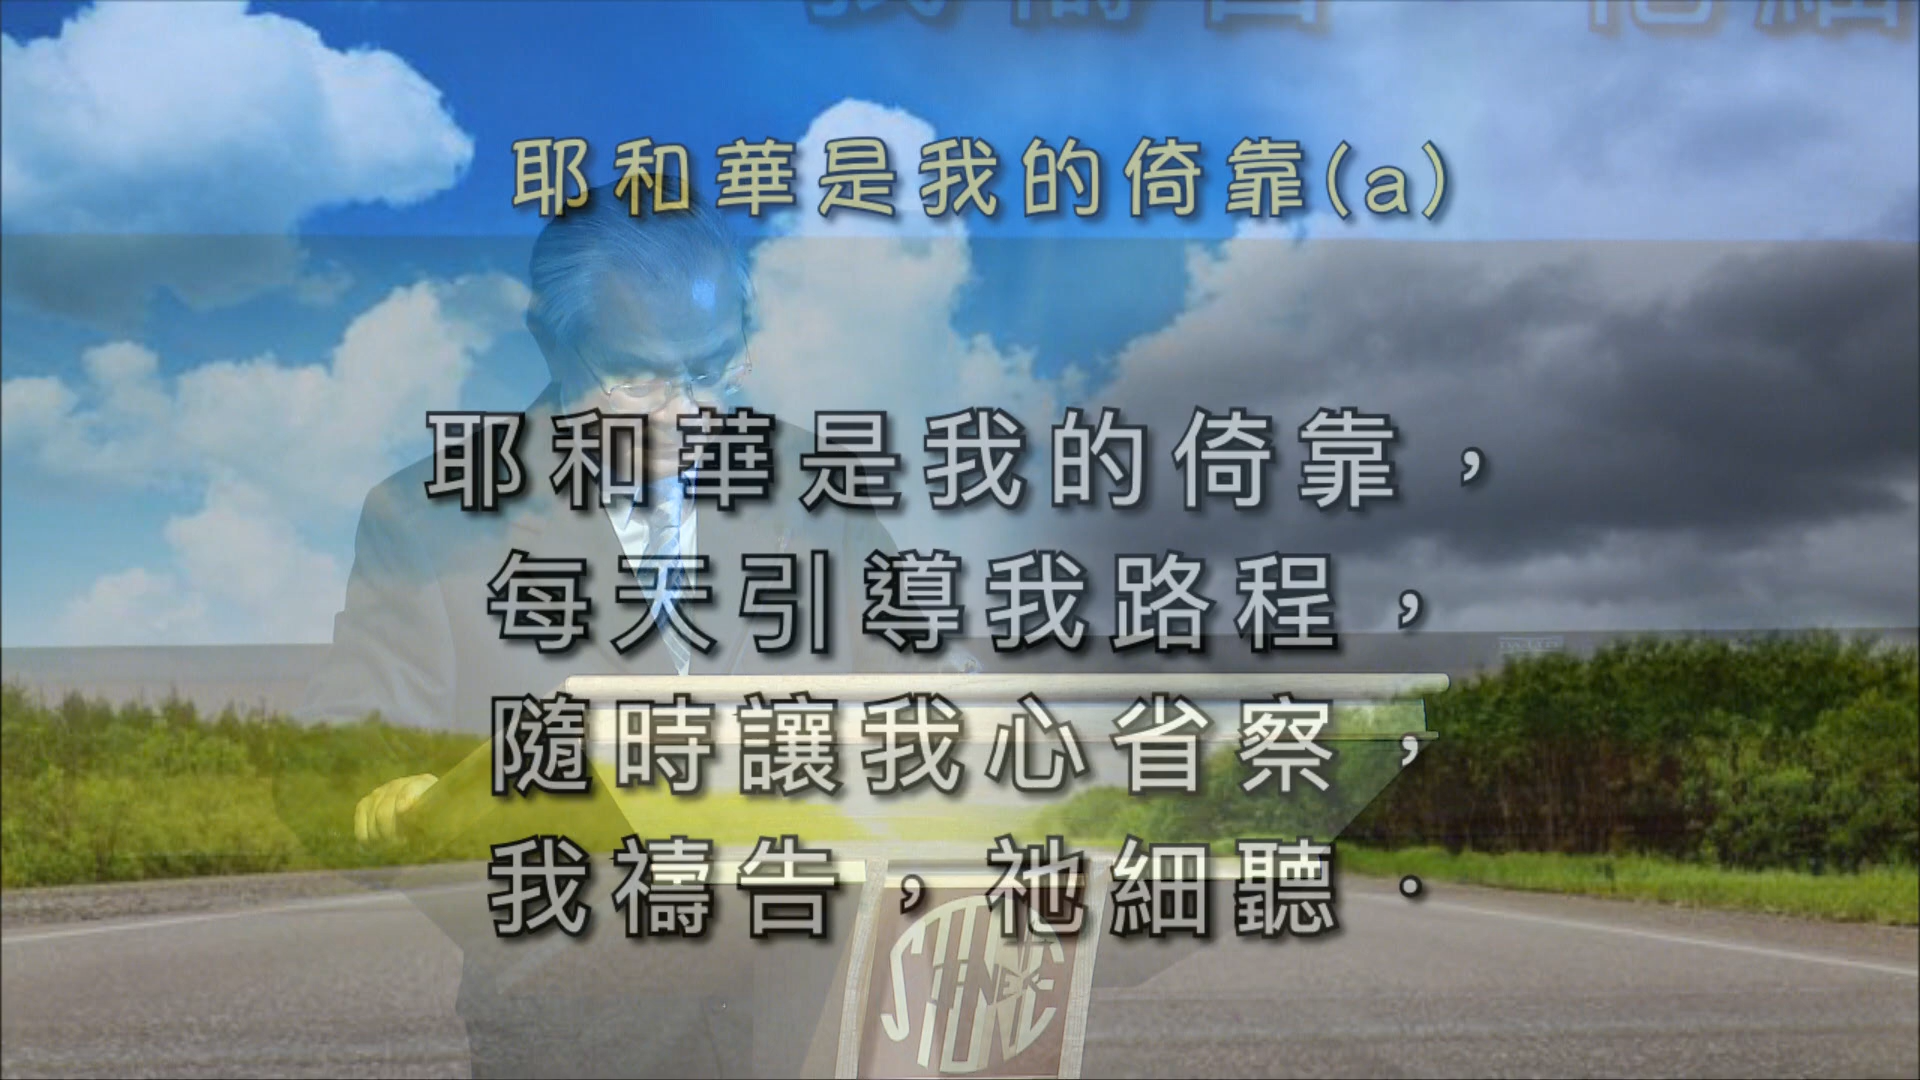 耶和華是我的倚靠(a)
耶和華是我的倚靠，
每天引導我路程，
隨時讓我心省察，
我禱告，祂細聽．